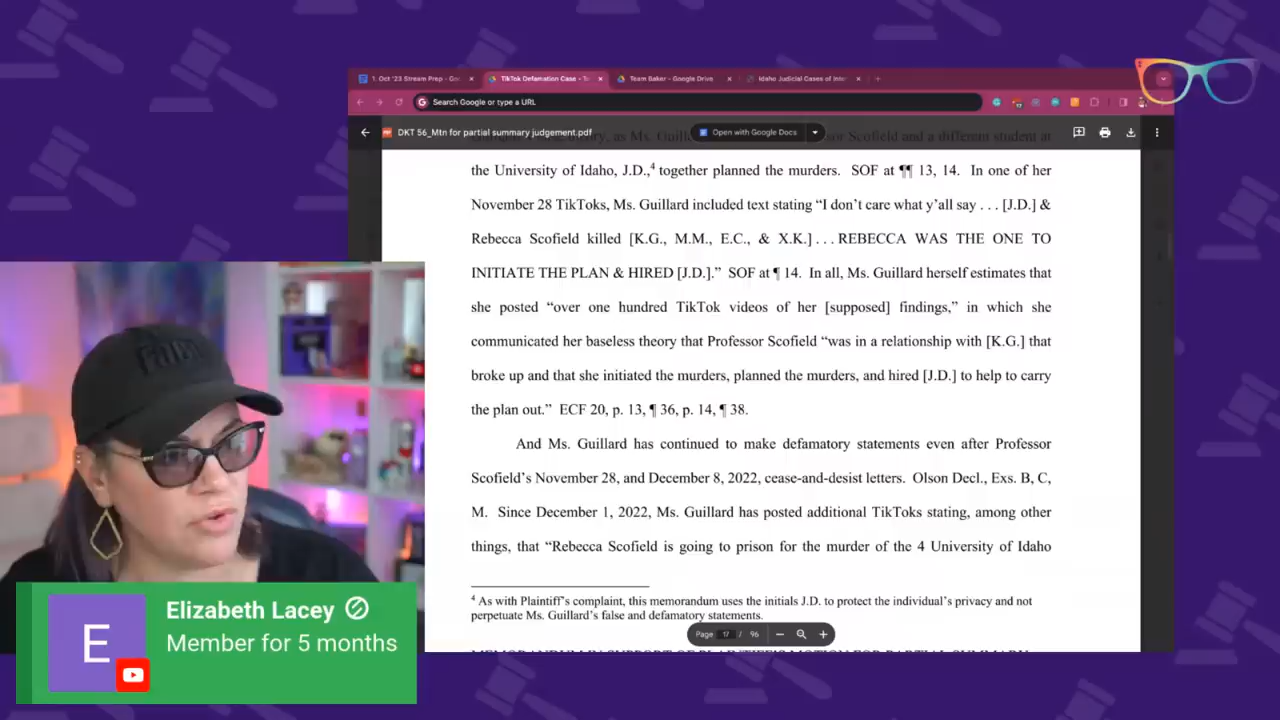 1. Oct '23 Stream Prep - Go
TikTok Defamation Case - T
Team Baker - Google Drive
Idaho Judicial Cases of Inte
Search Google or type a URL
DKT 56_Mtn for partial summary judgement.pdf
Open with Google Docs
the University of Idaho, J.D.,4 together planned the murders. SOF at ¶¶ 13, 14. In one of her
November 28 TikToks, Ms. Guillard included text stating “I don’t care what y’all say . . . [J.D.] &
Rebecca Scofield killed [K.G., M.M., E.C., & X.K.] . . . REBECCA WAS THE ONE TO
INITIATE THE PLAN & HIRED [J.D.].” SOF at ¶ 14. In all, Ms. Guillard herself estimates that
she posted “over one hundred TikTok videos of her [supposed] findings,” in which she
communicated her baseless theory that Professor Scofield “was in a relationship with [K.G.] that
broke up and that she initiated the murders, planned the murders, and hired [J.D.] to help to carry
the plan out.” ECF 20, p. 13, ¶ 36, p. 14, ¶ 38.
And Ms. Guillard has continued to make defamatory statements even after Professor
Scofield’s November 28, and December 8, 2022, cease-and-desist letters. Olson Decl., Exs. B, C,
M. Since December 1, 2022, Ms. Guillard has posted additional TikToks stating, among other
things, that “Rebecca Scofield is going to prison for the murder of the 4 University of Idaho
4 As with Plaintiff’s complaint, this memorandum uses the initials J.D. to protect the individual’s privacy and not
perpetuate Ms. Guillard’s false and defamatory statements.
Page 17 / 96
E
Elizabeth Lacey
Member for 5 months